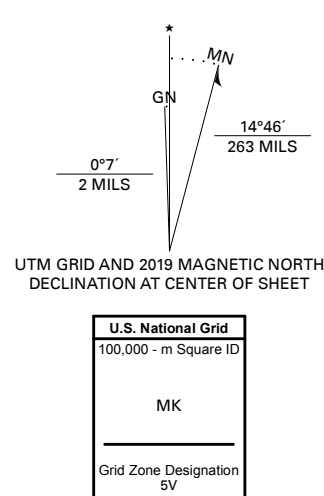 ★
MN
GN
14°46´
263 MILS
0°7´
2 MILS
UTM GRID AND 2019 MAGNETIC NORTH
DECLINATION AT CENTER OF SHEET
U.S. National Grid
100,000 - m Square ID
MK
Grid Zone Designation
5V